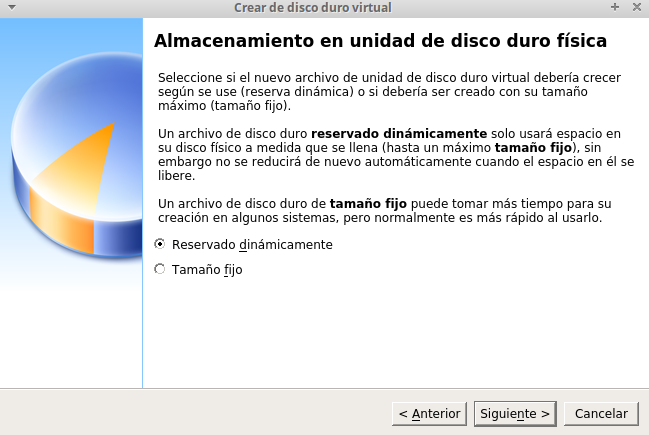 Crear de disco duro virtual
Almacenamiento en unidad de disco duro física
Seleccione si el nuevo archivo de unidad de disco duro virtual debería crecer
según se use (reserva dinámica) o si debería ser creado con su tamaño
máximo (tamaño fijo).
Un archivo de disco duro reservado dinámicamente solo usará espacio en
su disco físico a medida que se llena (hasta un máximo tamaño fijo), sin
embargo no se reducirá de nuevo automáticamente cuando el espacio en él se
libere.
Un archivo de disco duro de tamaño fijo puede tomar más tiempo para su
creación en algunos sistemas, pero normalmente es más rápido al usarlo.
Reservado dinámicamente
Tamaño fijo
< Anterior
Siguiente >
Cancelar